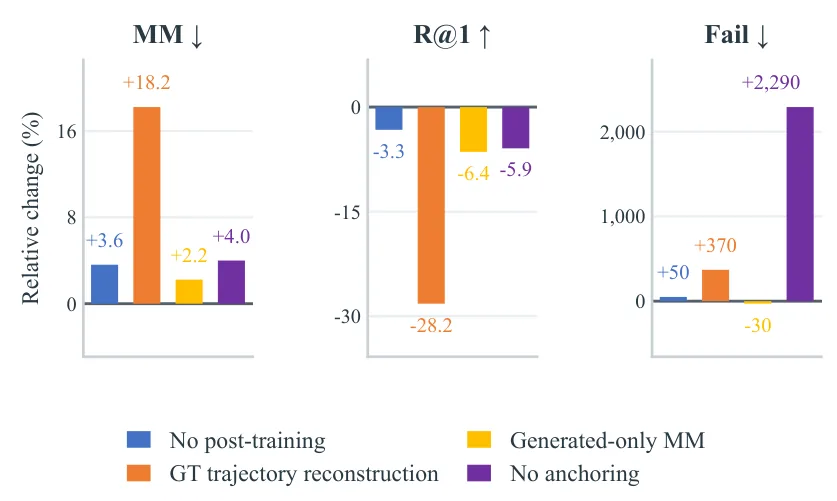 MM ↓
R@1 ↑
Fail ↓
Relative change (%)
16
8
0
+3.6
+18.2
+2.2
+4.0
0
-15
-30
-3.3
-28.2
-6.4
-5.9
2,000
1,000
0
+50
+370
-30
+2,290
No post-training
GT trajectory reconstruction
Generated-only MM
No anchoring